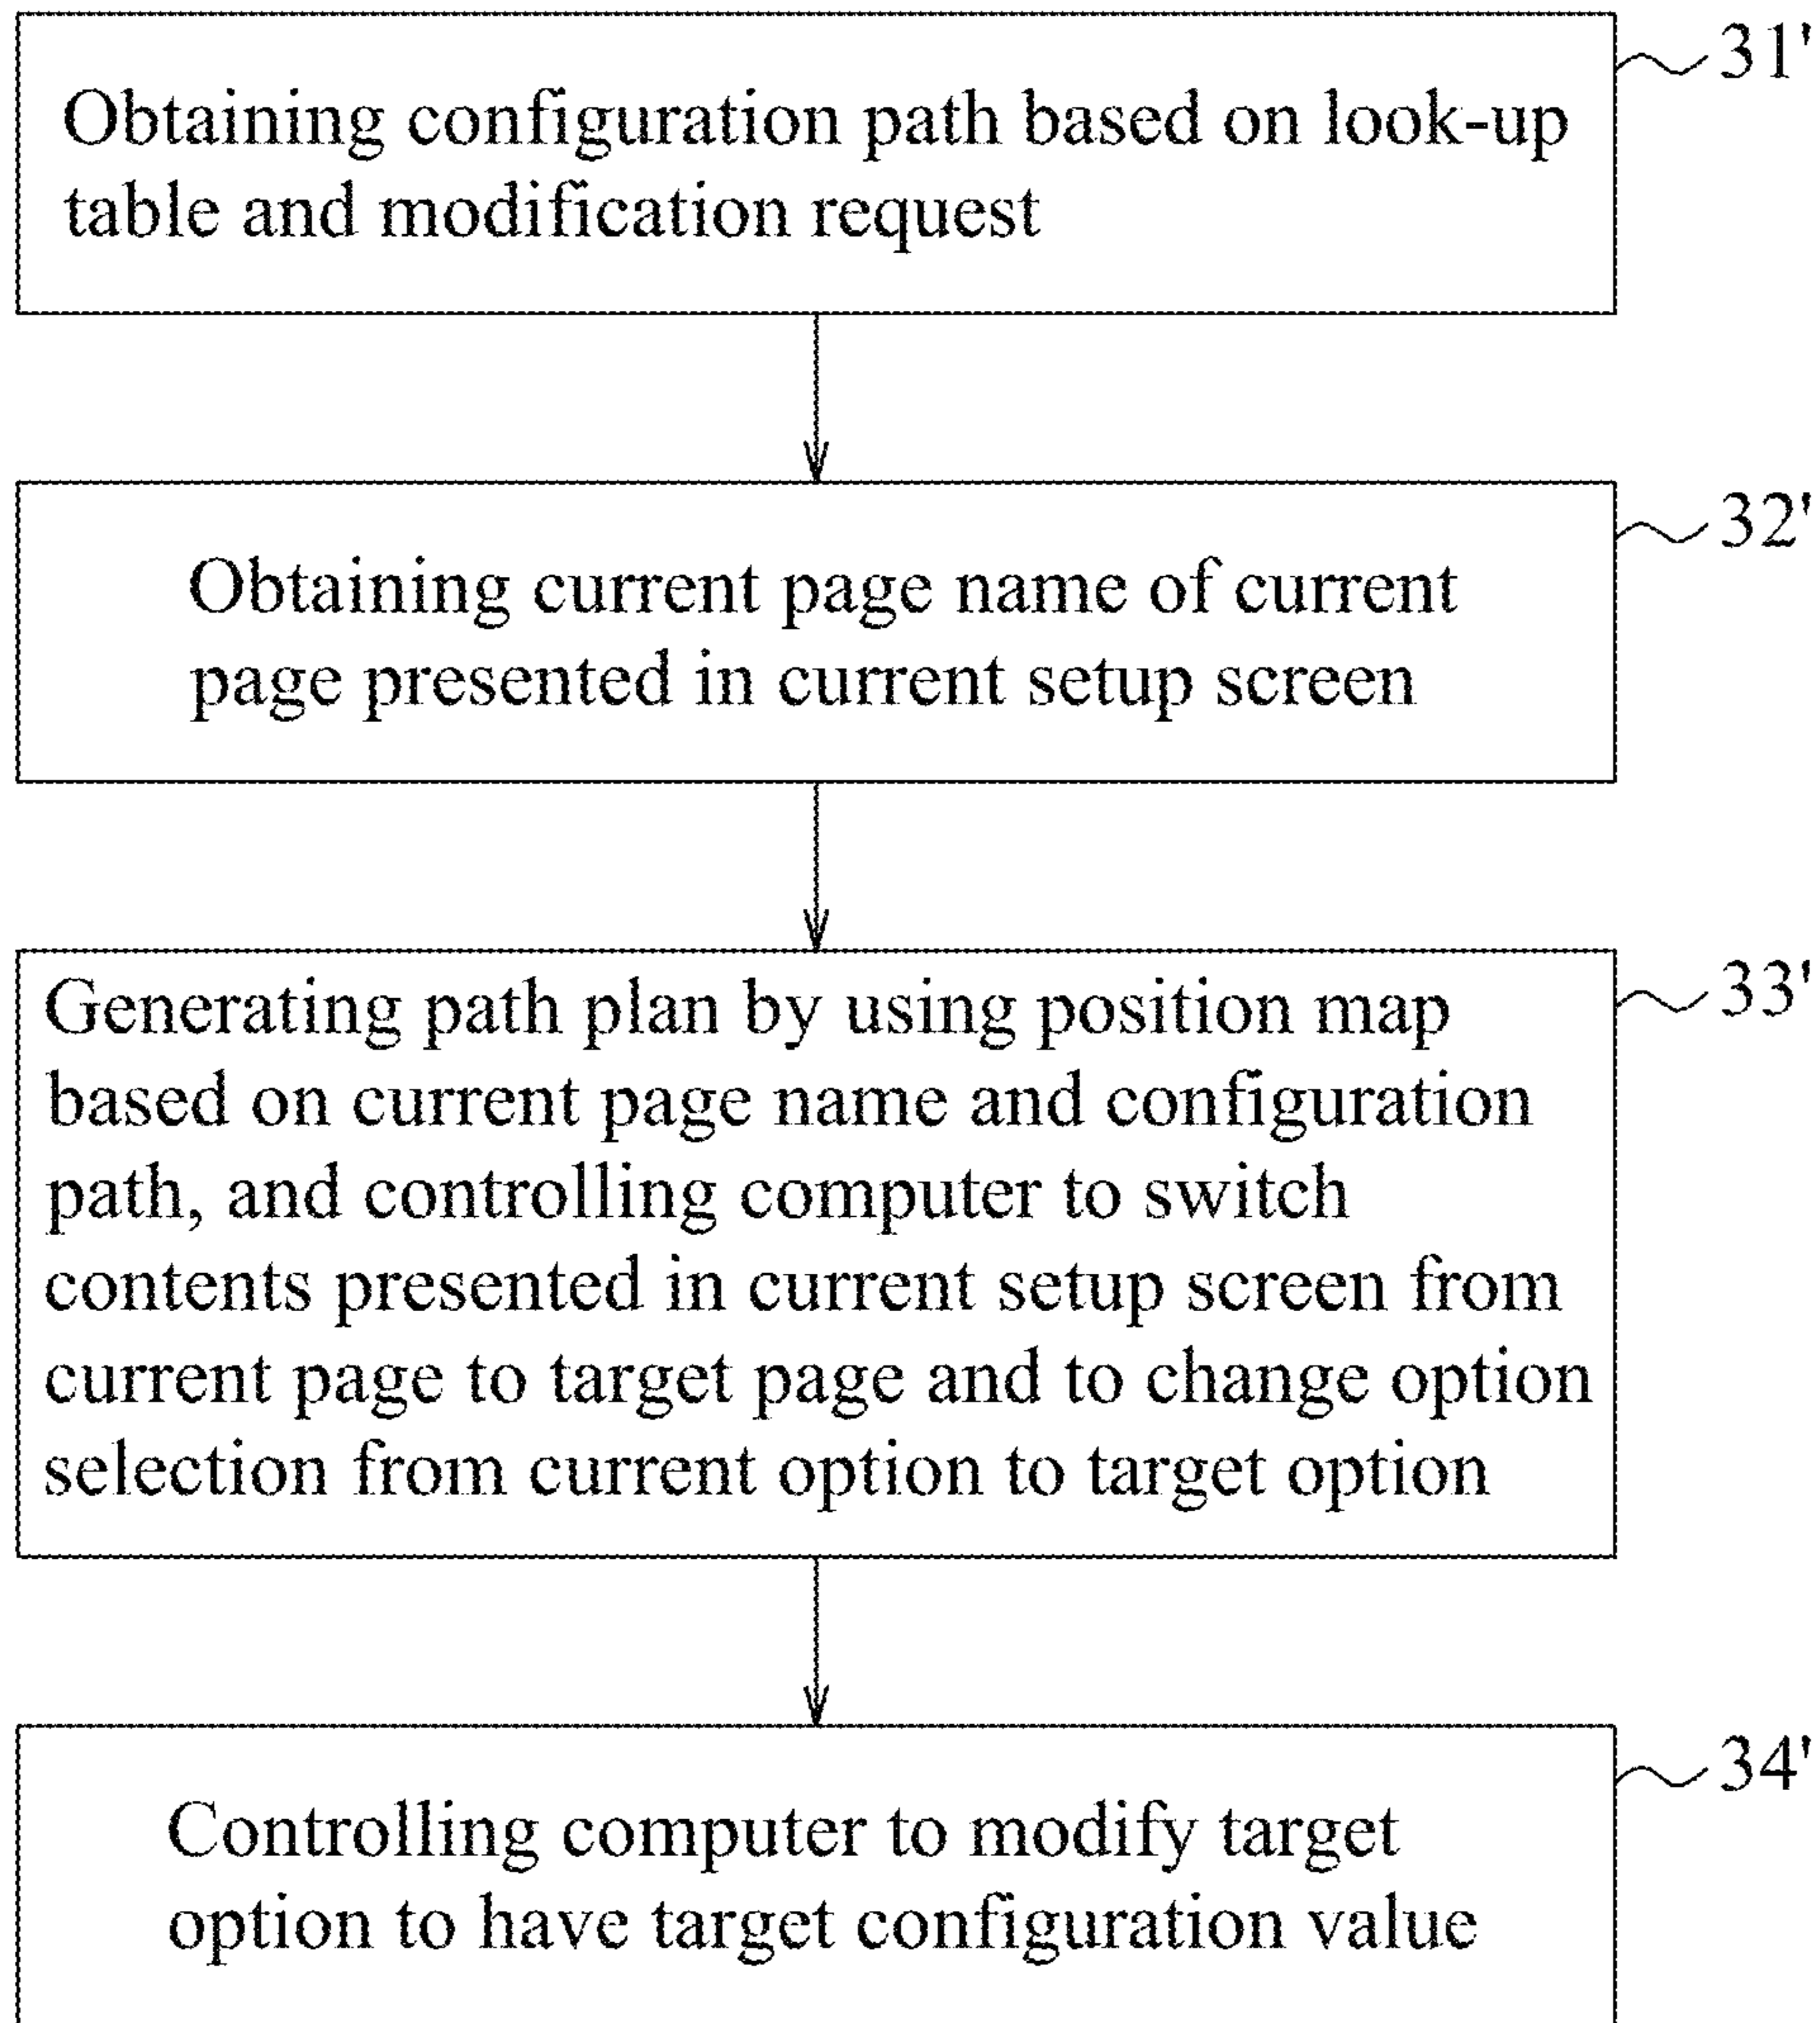 31'
Obtaining configuration path based on look-up
table and modification request
32'
Obtaining current page name of current
page presented in current setup screen
33'
Generating path plan by using position map
based on current page name and configuration
path, and controlling computer to switch
contents presented in current setup screen from
current page to target page and to change option
selection from current option to target option
34'
Controlling computer to modify target
option to have target configuration value